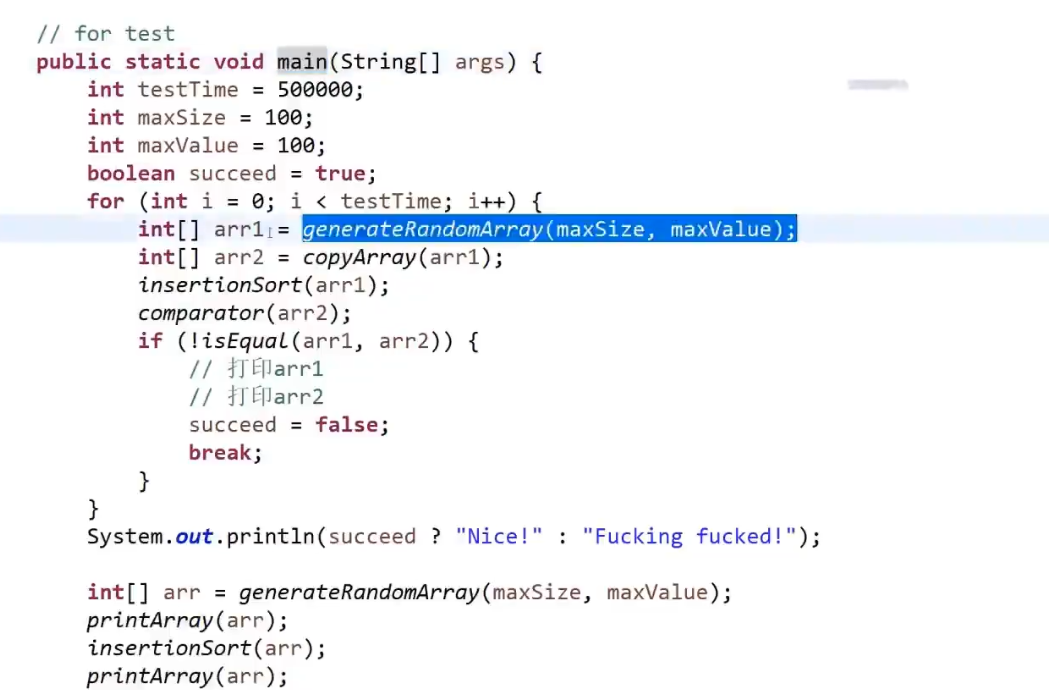 // for test
public static void main(String[] args) {
int testTime = 500000;
int maxSize = 100;
int maxValue = 100;
boolean succeed = true;
for (int i = 0; i < testTime; i++) {
int[] arr1 = generateRandomArray(maxSize, maxValue);
int[] arr2 = copyArray(arr1);
insertionSort(arr1);
comparator(arr2);
if (!isEqual(arr1, arr2)) {
// 打印arr1
// 打印arr2
succeed = false;
break;
}
}
System.out.println(succeed ? "Nice!" : "Fucking fucked!");
int[] arr = generateRandomArray(maxSize, maxValue);
printArray(arr);
insertionSort(arr);
printArray(arr);